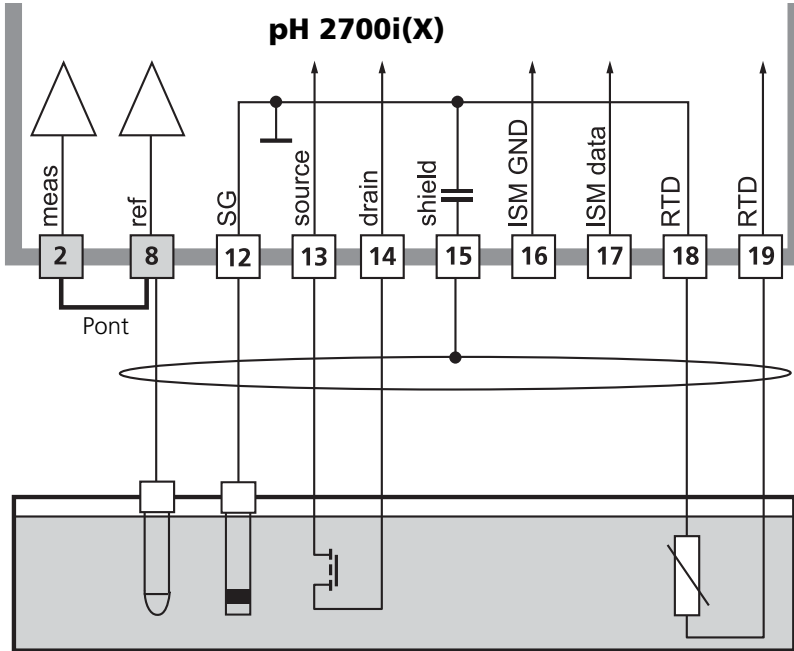 pH 2700i(X)
meas
ref
SG
source
drain
shield
ISM GND
ISM data
RTD
RTD
2
8
12
13
14
15
16
17
18
19
Pont